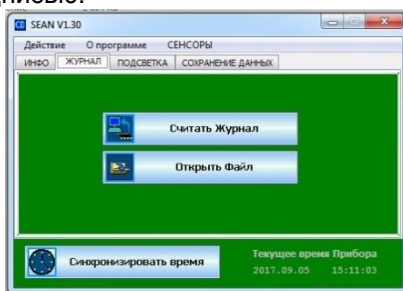 SEAN V1.30
Действие О программе СЕНСОРЫ
ИНФО ЖУРНАЛ ПОДСВЕТКА СОХРАНЕНИЕ ДАННЫХ
Считать Журнал
Открыть Файл
Синхронизировать время
Текущее время Прибора
2017.09.05 15:11:03